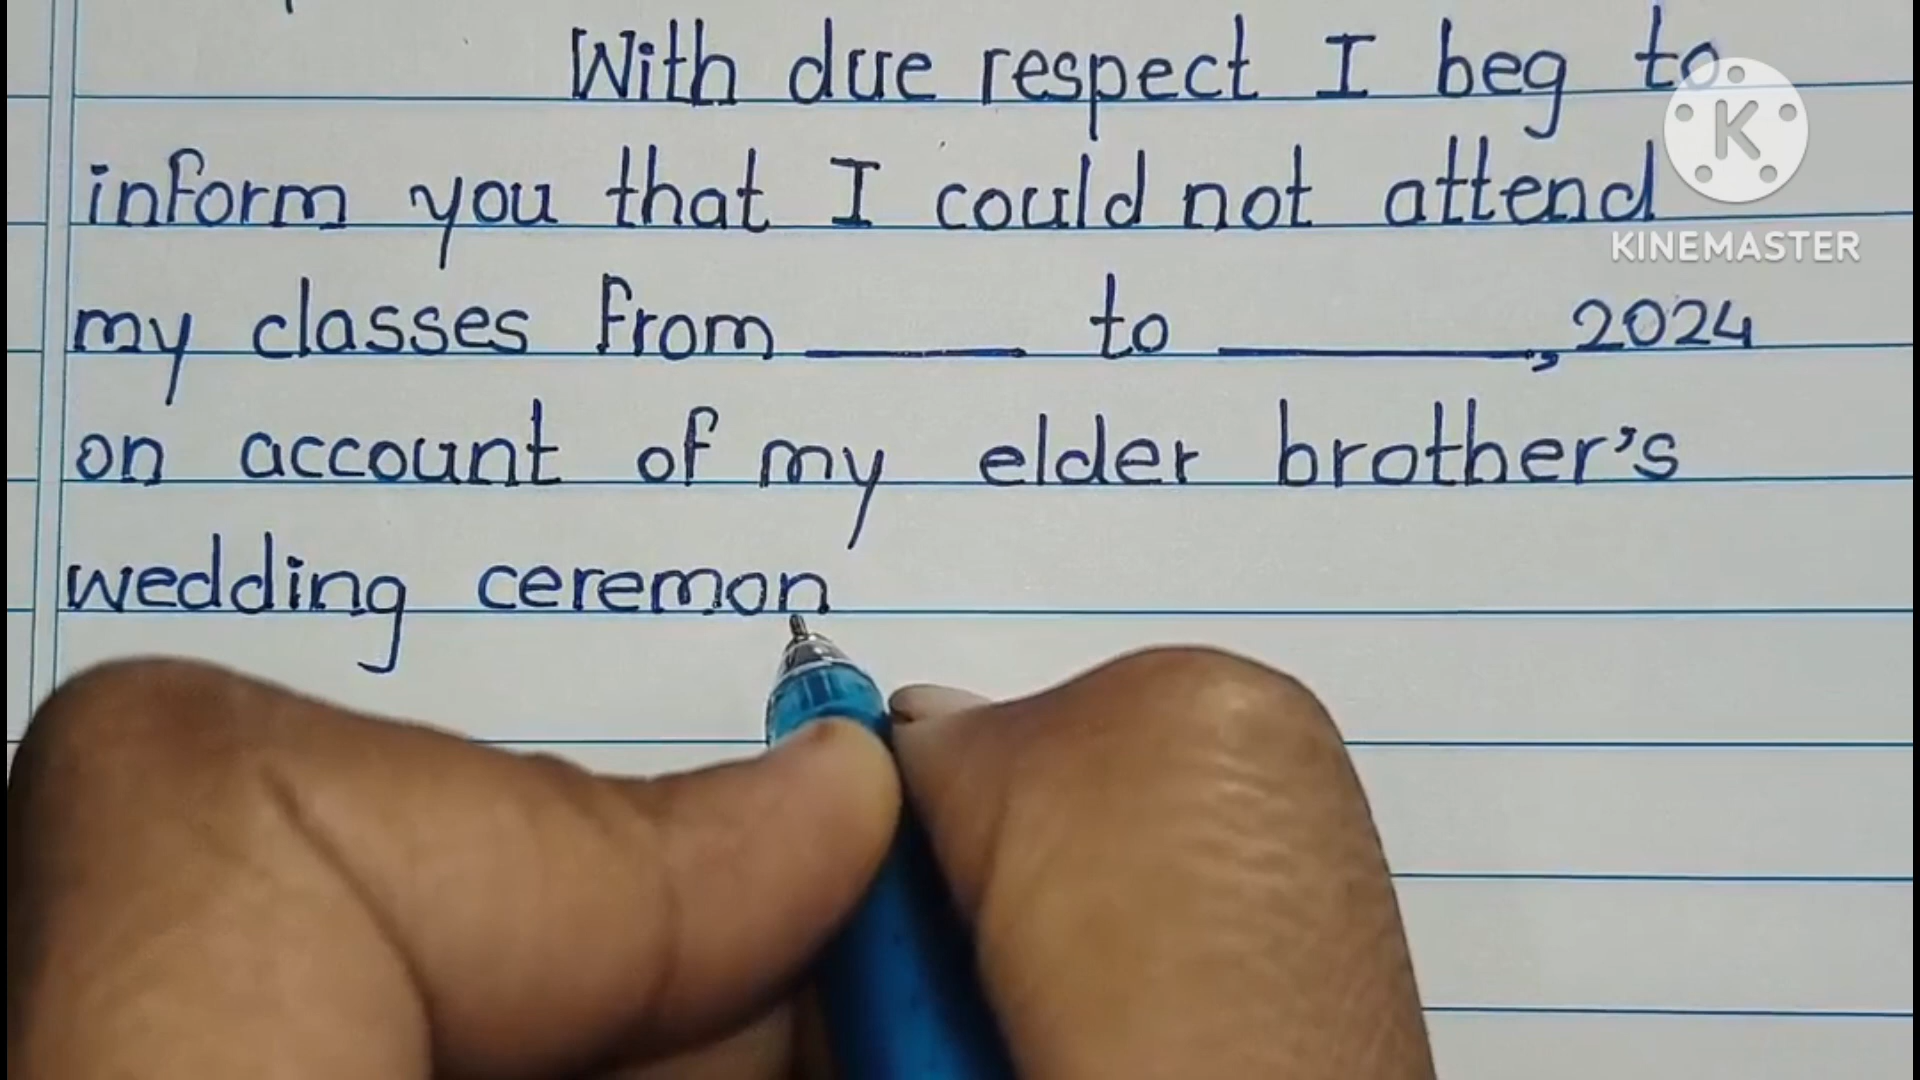 With due respect I beg to
inform you that I could not attend
my classes from ______ to ________, 2024
on account of my elder brother's
wedding ceremon
K
KINEMASTER